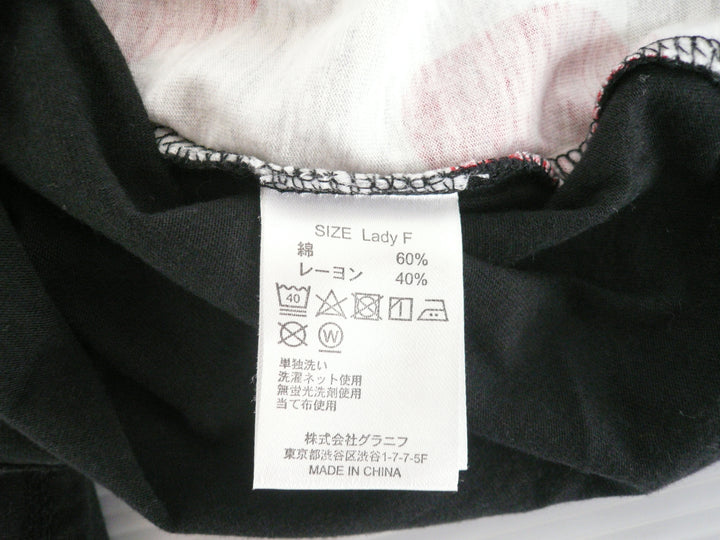 SIZE Lady F
綿 60%
レーヨン 40%
40
W
単独洗い
洗濯ネット使用
無蛍光洗剤使用
当て布使用
株式会社グラニフ
東京都渋谷区渋谷1-7-7-5F
MADE IN CHINA